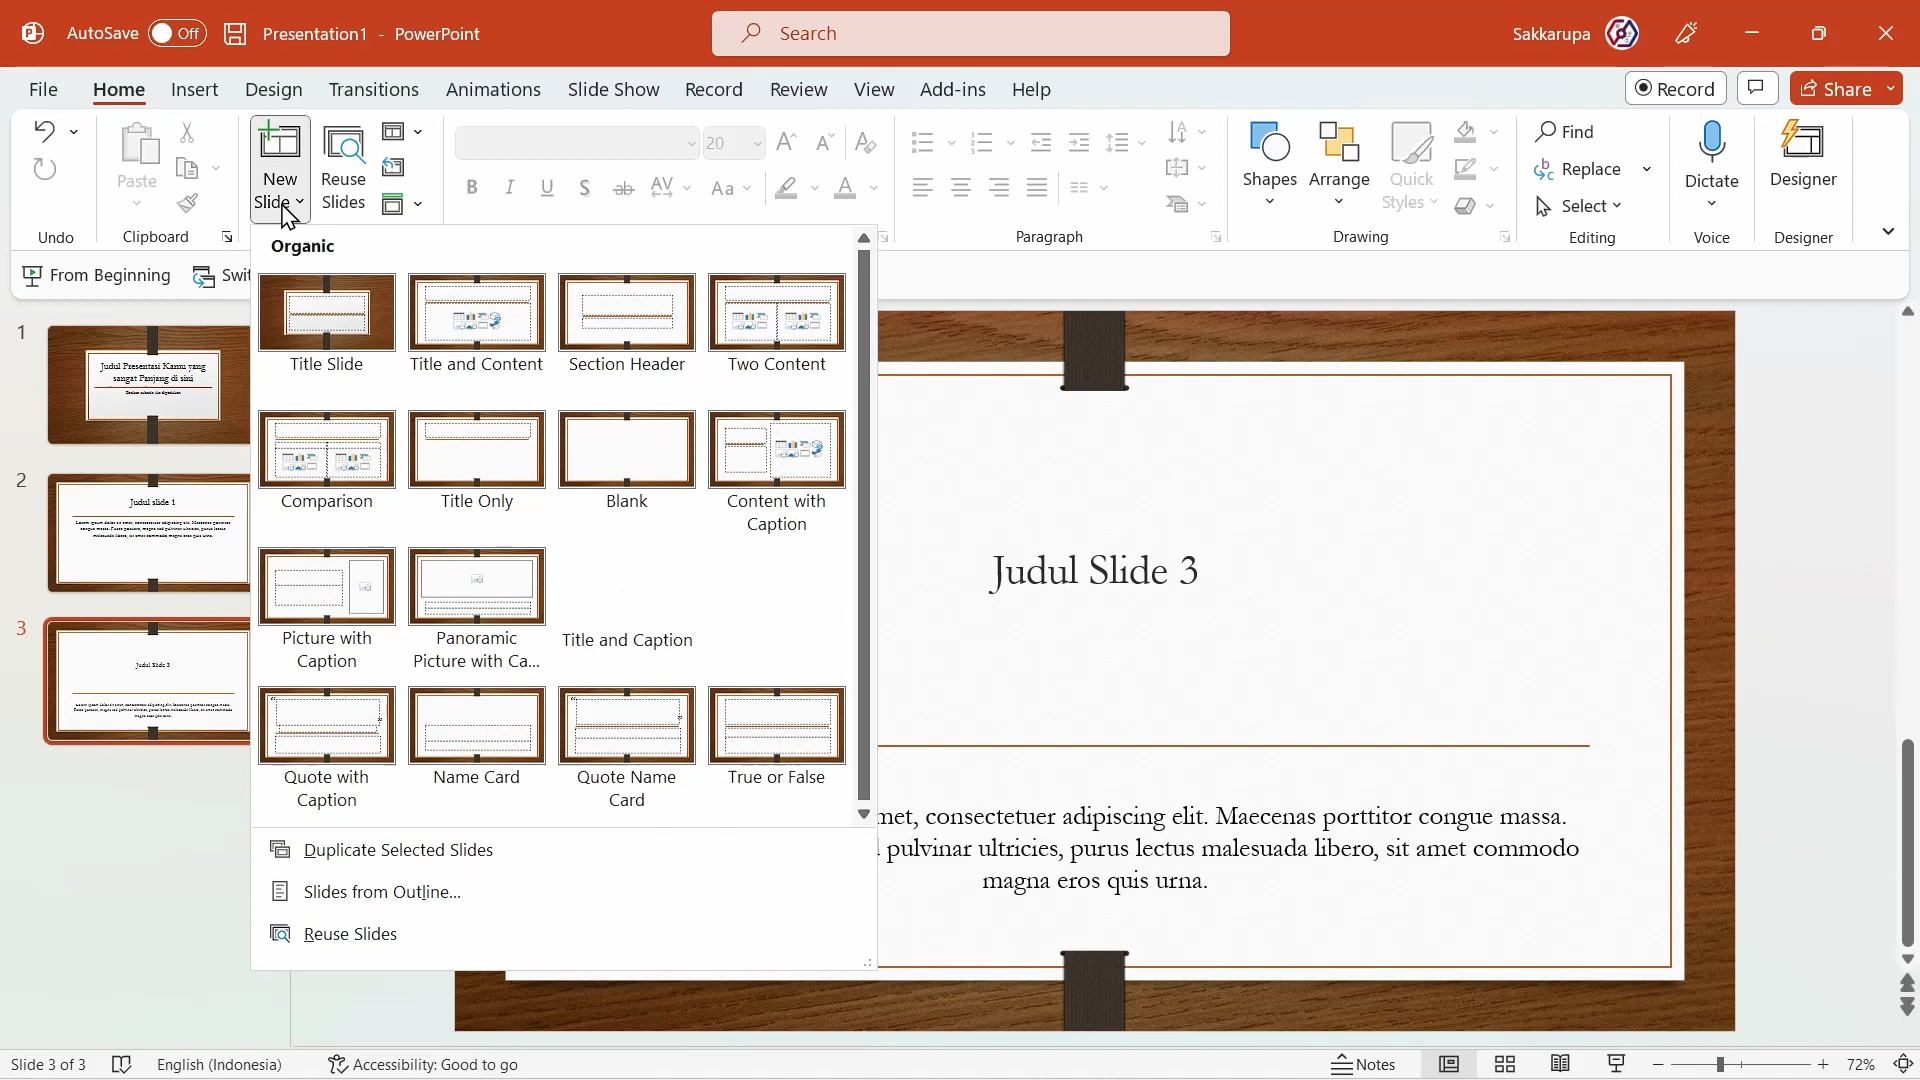 AutoSave Off Presentation1 - PowerPoint Search Sakkarupa
File Home Insert Design Transitions Animations Slide Show Record Review View Add-ins Help Record Share
Paste
New Slide
Reuse Slides
20
Shapes
Arrange
Quick Styles
Find
Replace
Select
Dictate
Designer
Undo Clipboard Paragraph Drawing Editing Voice Designer
From Beginning Swit
Organic
Title Slide Title and Content Section Header Two Content
Comparison Title Only Blank Content with
Caption
Picture with Panoramic Title and Caption
Caption Picture with Ca...
Quote with Name Card Quote Name True or False
Caption Card
Duplicate Selected Slides
Slides from Outline...
Reuse Slides
1
Judul Presentasi Kamu yang
sangat Panjang di sini
2
Judul slide 1
3
Judul Slide 3
Judul Slide 3
met, consectetuer adipiscing elit. Maecenas porttitor congue massa.
pulvinar ultricies, purus lectus malesuada libero, sit amet commodo
magna eros quis urna.
Slide 3 of 3 English (Indonesia) Accessibility: Good to go Notes 72%